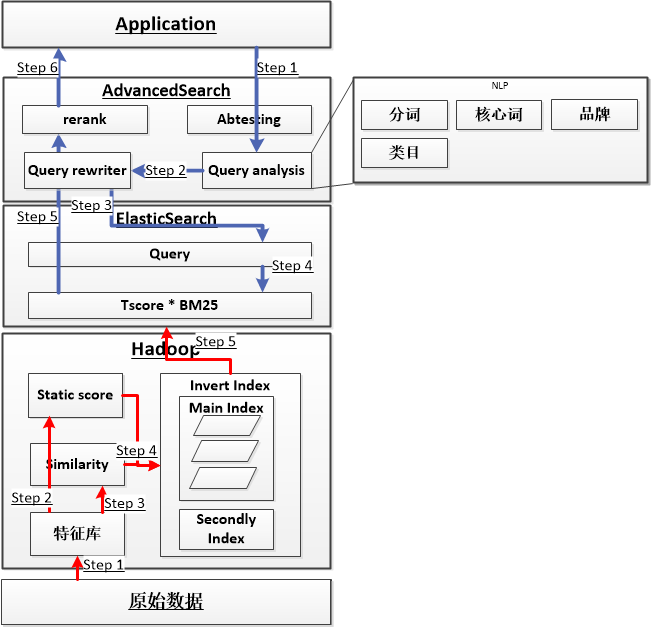 Application
Step 6
Step 1
AdvancedSearch
rerank
Abtesting
Query rewriter
Step 2
Query analysis
NLP
分词
核心词
品牌
类目
Step 3
Step 5
ElasticSearch
Query
Step 4
Tscore * BM25
Step 5
Hadoop
Static score
Invert Index
Main Index
Step 4
Similarity
Step 2
Step 3
特征库
Secondly
Index
Step 1
原始数据